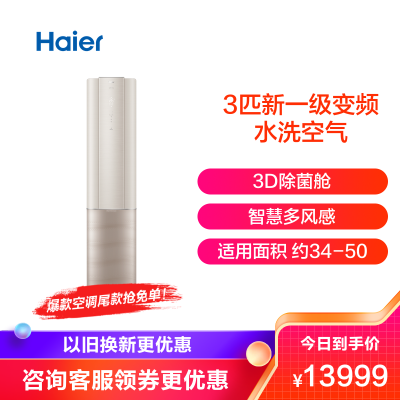 Haier
3匹新一级变频
水洗空气
3D除菌舱
智慧多风感
适用面积 约34-50
爆款空调尾款抢免单!
以旧换新更优惠
今日到手价
咨询客服领券更优惠
¥13999